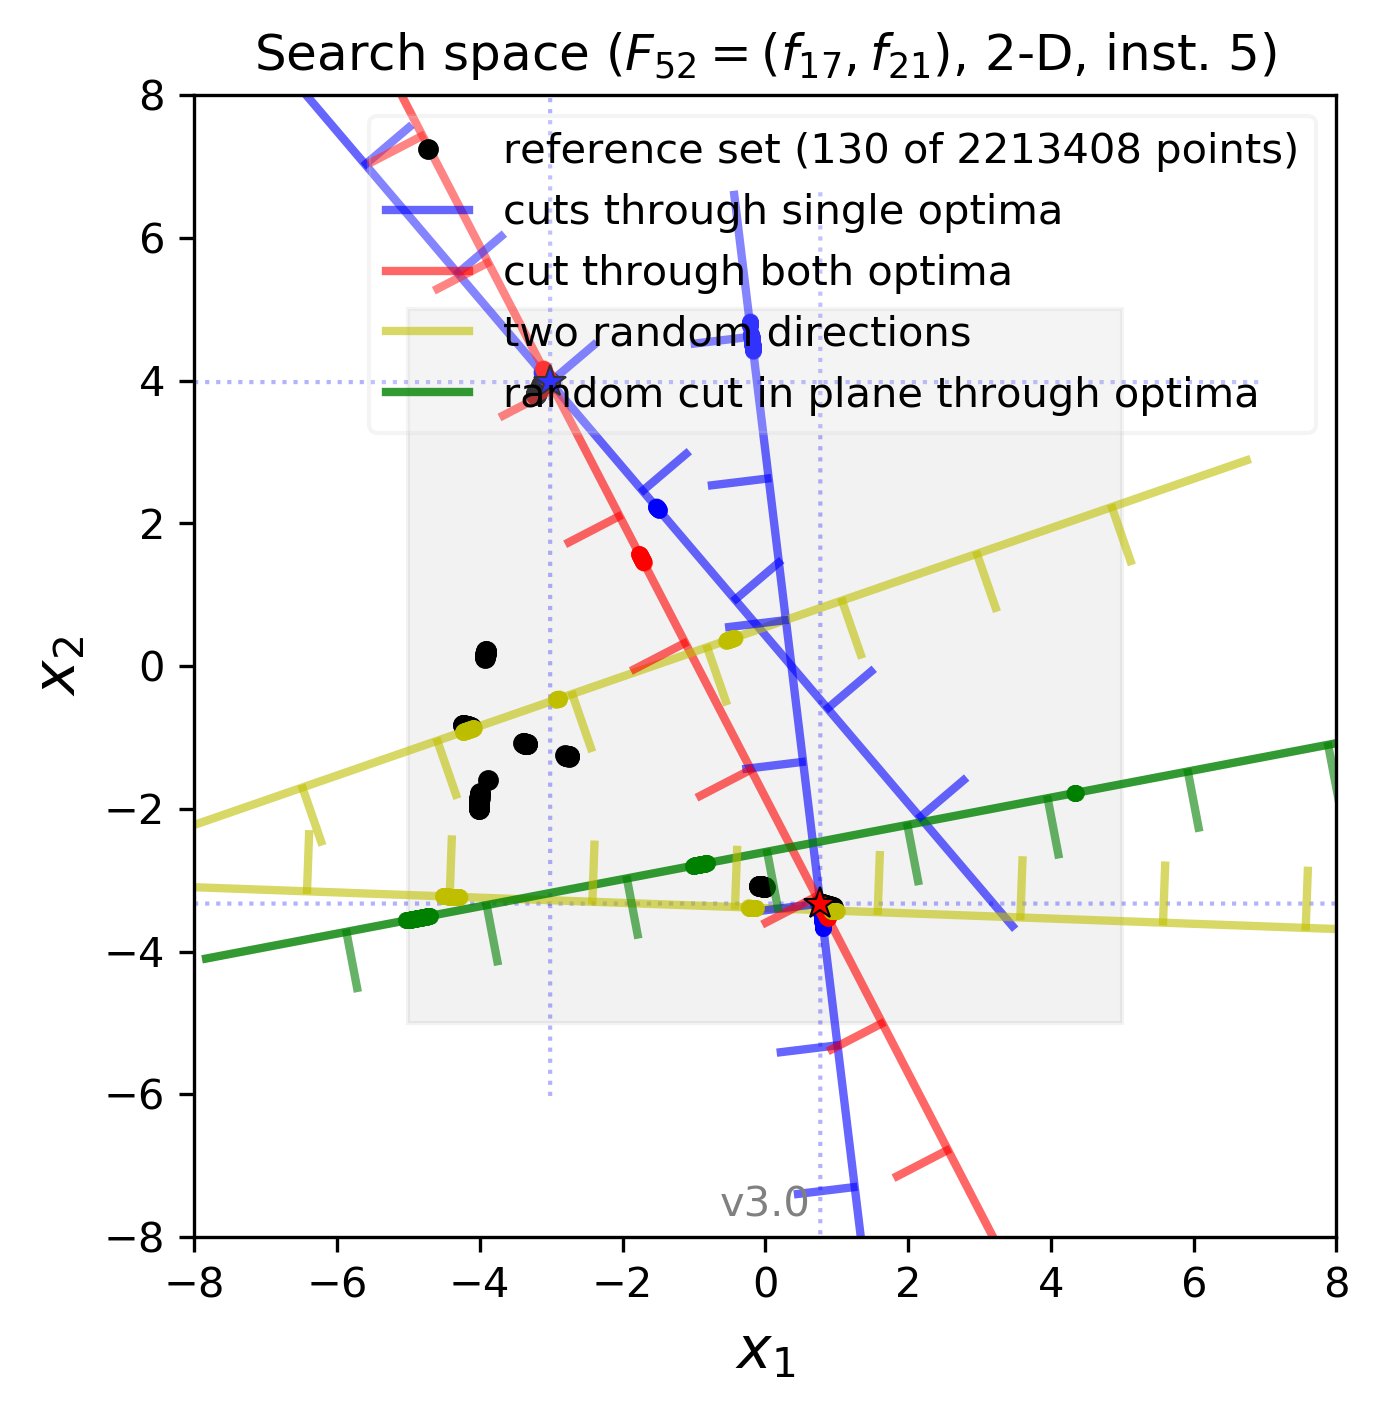 Search space (F52 = (f17, f21), 2-D, inst. 5)
8
6
4
2
0
−2
−4
−6
−8
x2
reference set (130 of 2213408 points)
cuts through single optima
cut through both optima
two random directions
random cut in plane through optima
v3.0
−8 −6 −4 −2 0 2 4 6 8
x1